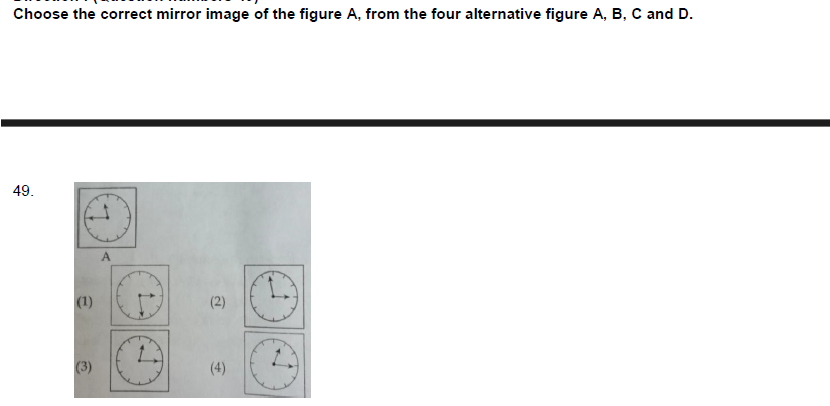 Choose the correct mirror image of the figure A, from the four alternative figure A, B, C and D.
49.
A
(1) (2)
(3) (4)